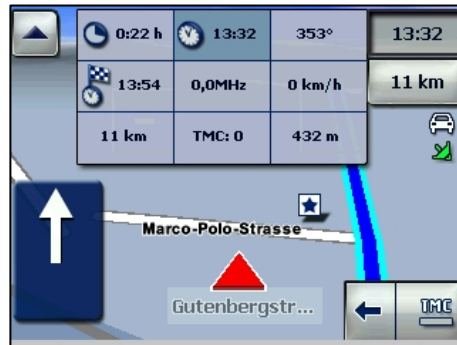 0:22 h 13:32 353° 13:32
13:54 0,0MHz 0 km/h 11 km
11 km TMC: 0 432 m
Marco-Polo-Strasse
Gutenbergstr...
TMC